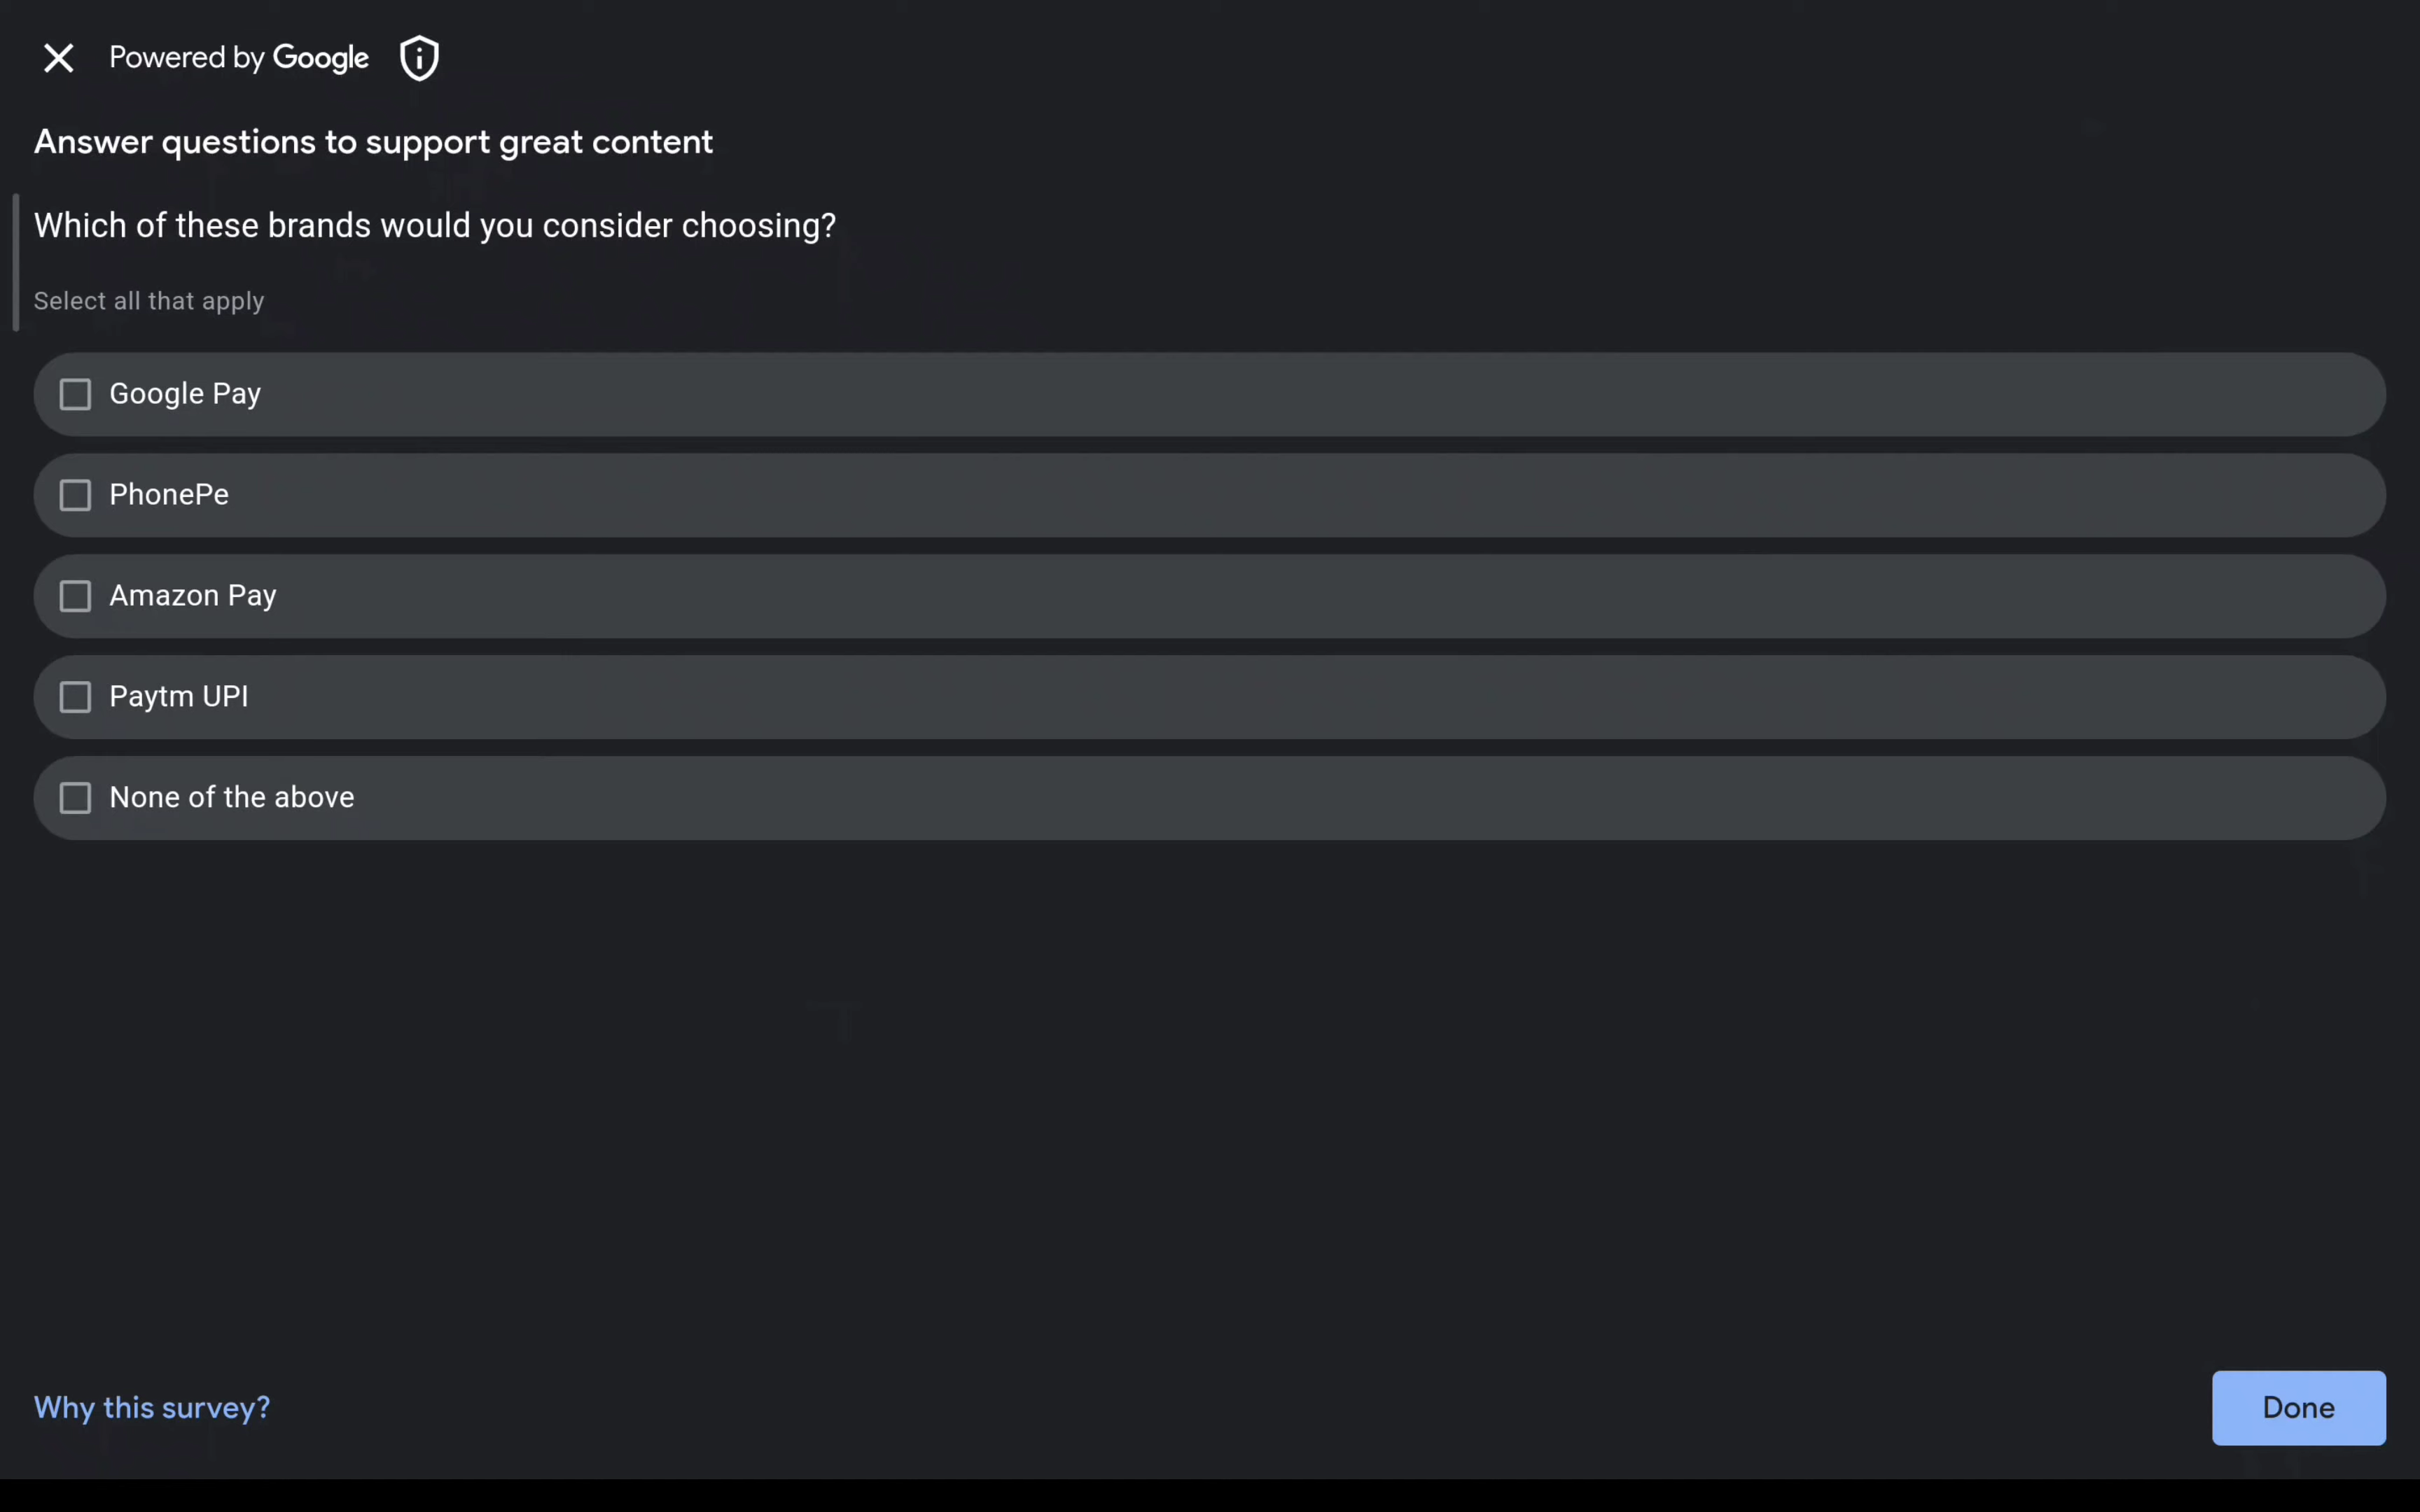 Powered by Google
Answer questions to support great content
Which of these brands would you consider choosing?
Select all that apply
Google Pay
PhonePe
Amazon Pay
Paytm UPI
None of the above
Why this survey?
Done